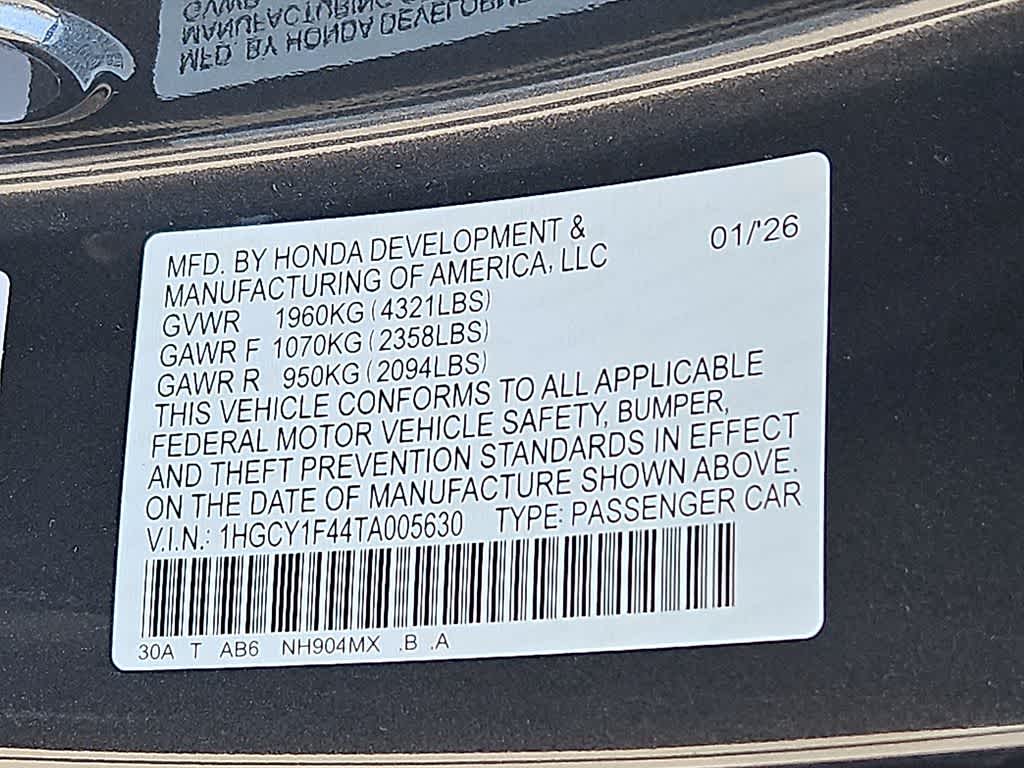 MFD. BY HONDA DEVELOPMENT &
MANUFACTURING OF AMERICA, LLC
01/'26
GVWR 1960KG (4321LBS)
GAWR F 1070KG (2358LBS)
GAWR R 950KG (2094LBS)
THIS VEHICLE CONFORMS TO ALL APPLICABLE
FEDERAL MOTOR VEHICLE SAFETY, BUMPER,
AND THEFT PREVENTION STANDARDS IN EFFECT
ON THE DATE OF MANUFACTURE SHOWN ABOVE.
V.I.N.: 1HGCY1F44TA005630 TYPE: PASSENGER CAR
30A T AB6 NH904MX .B .A